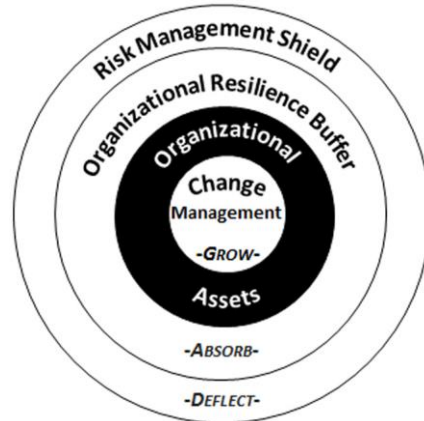 Risk Management Shield
Organizational Resilience Buffer
Organizational
Change
Management
-GROW-
Assets
-ABSORB-
-DEFLECT-